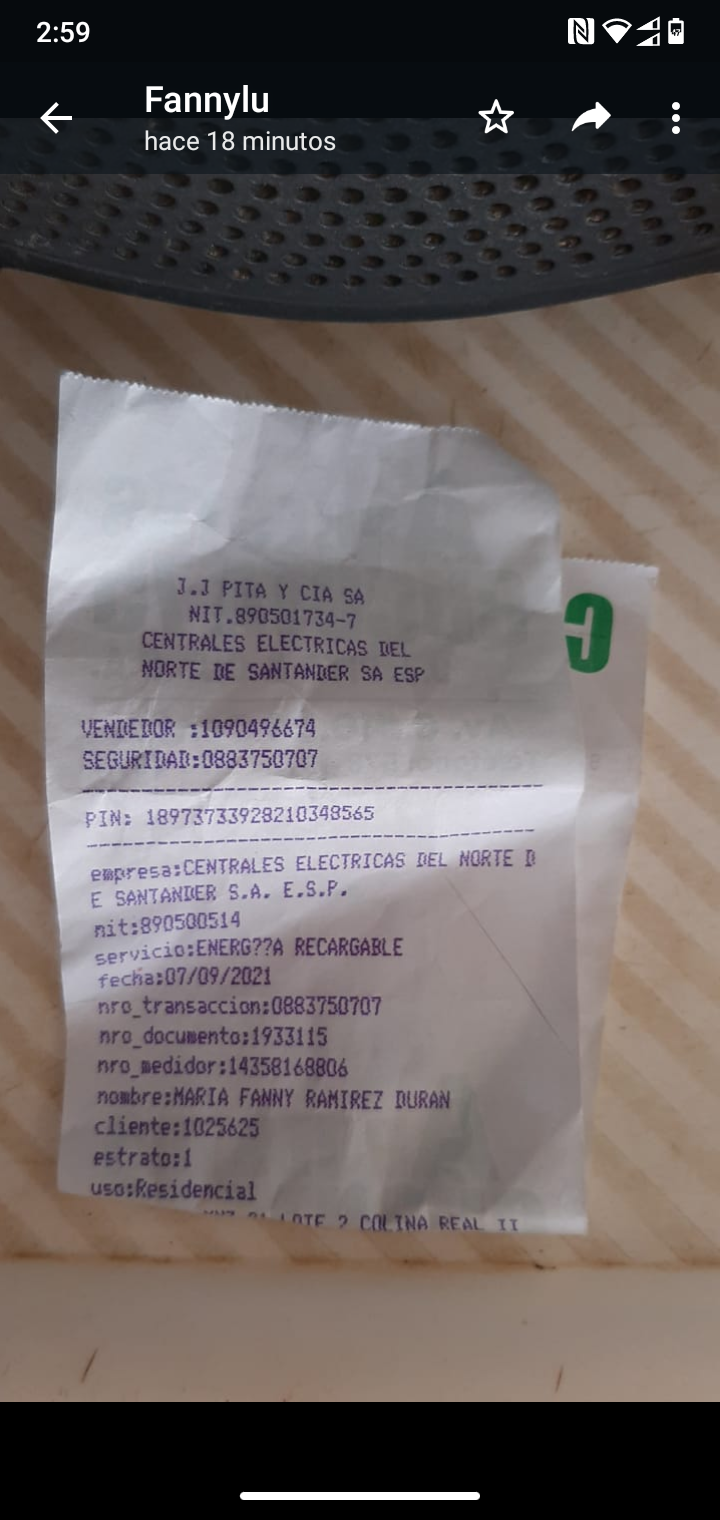 2:59
Fannylu
hace 18 minutos
J.J PITA Y CIA SA
NIT.890501734-7
CENTRALES ELECTRICAS DEL
NORTE DE SANTANDER SA ESP
VENDEDOR :1090496674
SEGURIDAD:0883750707
PIN: 18973733928210348565
empresa:CENTRALES ELECTRICAS DEL NORTE D
E SANTANDER S.A. E.S.P.
nit:890500514
servicio:ENERG??A RECARGABLE
fecha:07/09/2021
nro_transaccion:0883750707
nro_documento:1933115
nro_medidor:14358168806
nombre:MARIA FANNY RAMIREZ DURAN
cliente:1025625
estrato:1
uso:Residencial
LOTE 2 COLINA REAL II